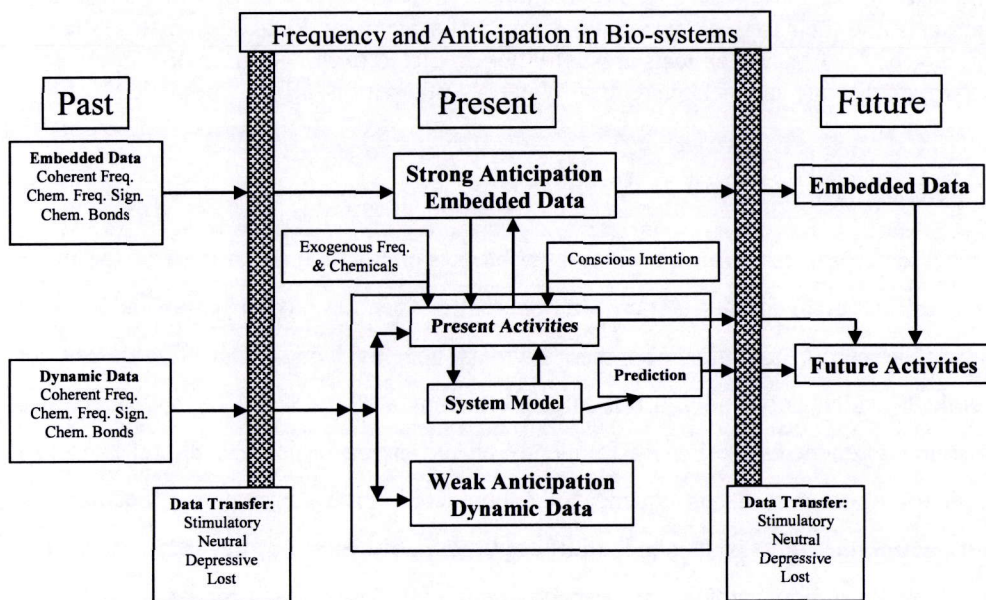 Frequency and Anticipation in Bio-systems
Past
Present
Future
Embedded Data
Coherent Freq.
Chem. Freq. Sign.
Chem. Bonds
Strong Anticipation
Embedded Data
Embedded Data
Exogenous Freq.
& Chemicals
Conscious Intention
Present Activities
Dynamic Data
Coherent Freq.
Chem. Freq. Sign.
Chem. Bonds
System Model
Prediction
Future Activities
Weak Anticipation
Dynamic Data
Data Transfer:
Stimulatory
Neutral
Depressive
Lost
Data Transfer:
Stimulatory
Neutral
Depressive
Lost